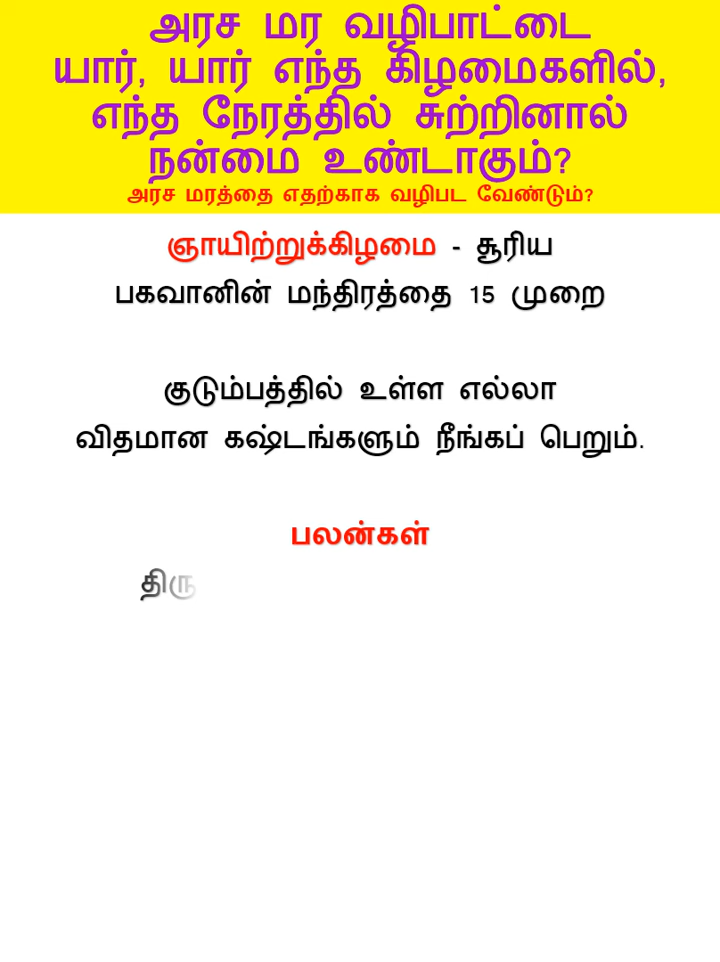 அரச மர வழிபாட்டை
யார், யார் எந்த கிழமைகளில்,
எந்த நேரத்தில் சுற்றினால்
நன்மை உண்டாகும்?
அரச மரத்தை எதற்காக வழிபட வேண்டும்?
ஞாயிற்றுக்கிழமை - சூரிய
பகவானின் மந்திரத்தை 15 முறை
குடும்பத்தில் உள்ள எல்லா
விதமான கஷ்டங்களும் நீங்கப் பெறும்.
பலன்கள்
திரு